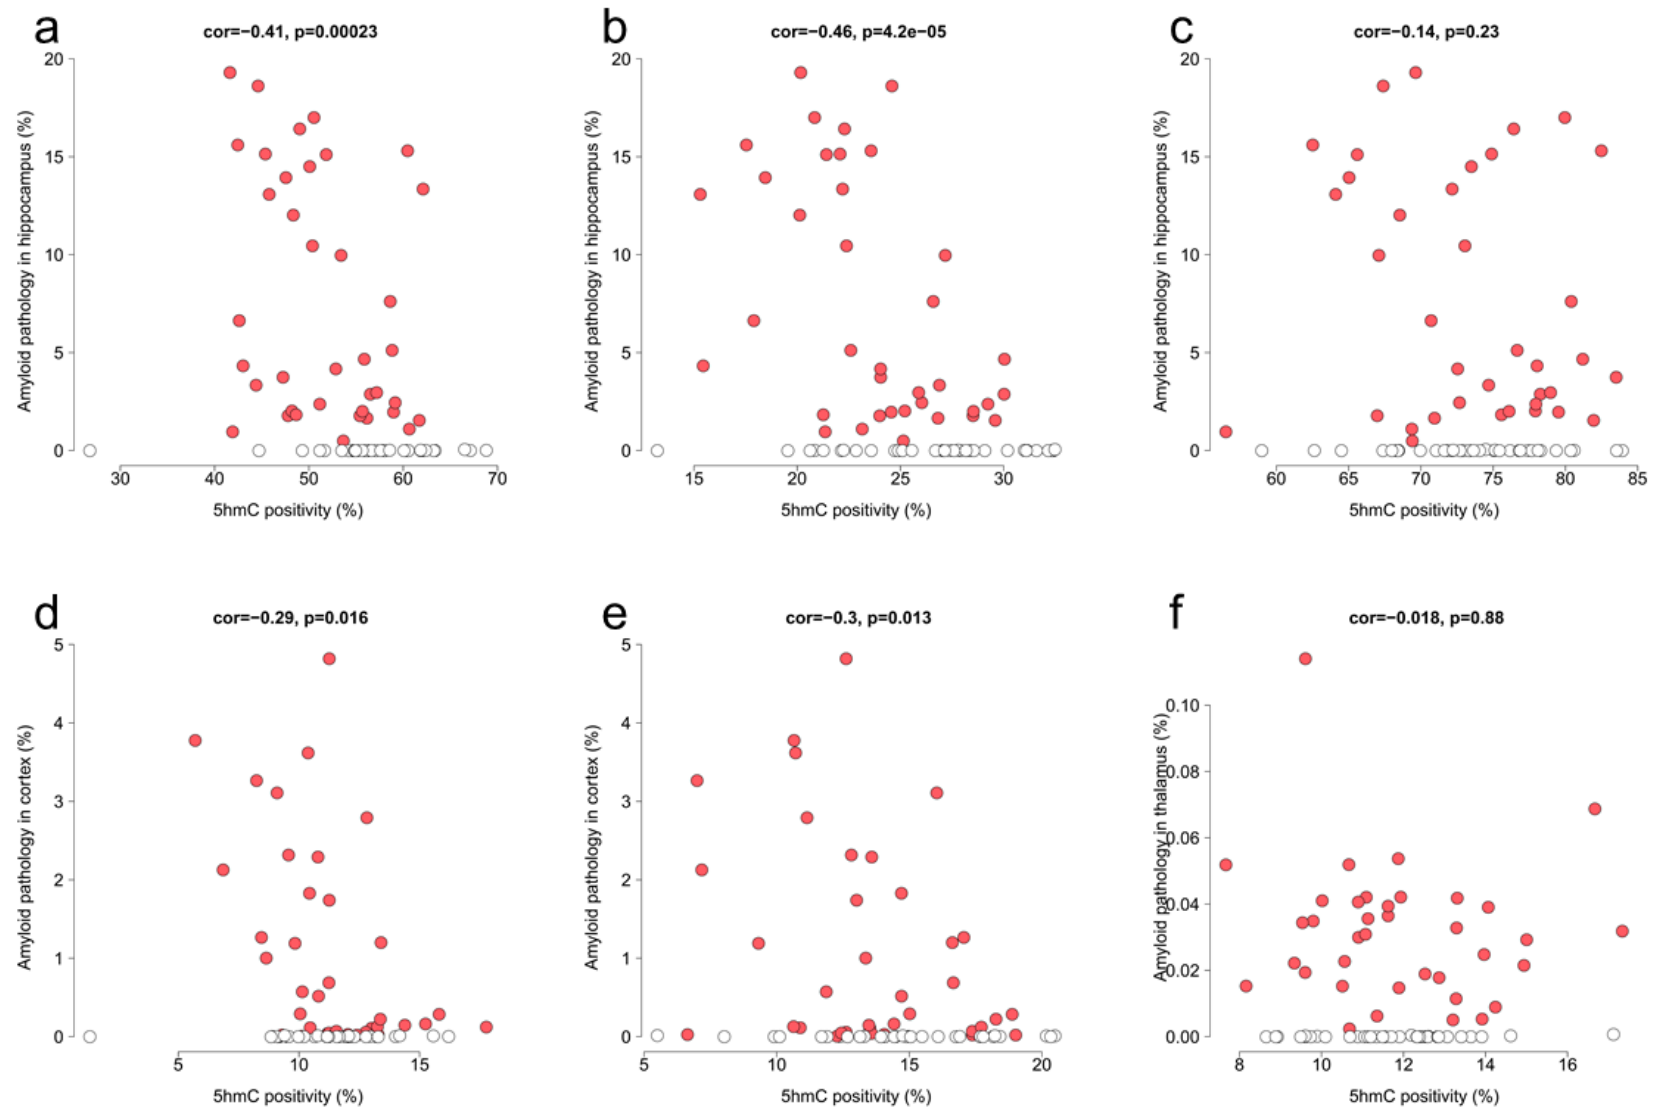 a
cor=−0.41, p=0.00023
Amyloid pathology in hippocampus (%)
20
15
10
5
0
30 40 50 60 70
5hmC positivity (%)
b
cor=−0.46, p=4.2e−05
Amyloid pathology in hippocampus (%)
20
15
10
5
0
15 20 25 30
5hmC positivity (%)
c
cor=−0.14, p=0.23
Amyloid pathology in hippocampus (%)
20
15
10
5
0
60 65 70 75 80 85
5hmC positivity (%)
d
cor=−0.29, p=0.016
Amyloid pathology in cortex (%)
5
4
3
2
1
0
5 10 15
5hmC positivity (%)
e
cor=−0.3, p=0.013
Amyloid pathology in cortex (%)
5
4
3
2
1
0
5 10 15 20
5hmC positivity (%)
f
cor=−0.018, p=0.88
Amyloid pathology in thalamus (%)
0.10
0.08
0.06
0.04
0.02
0.00
8 10 12 14 16
5hmC positivity (%)